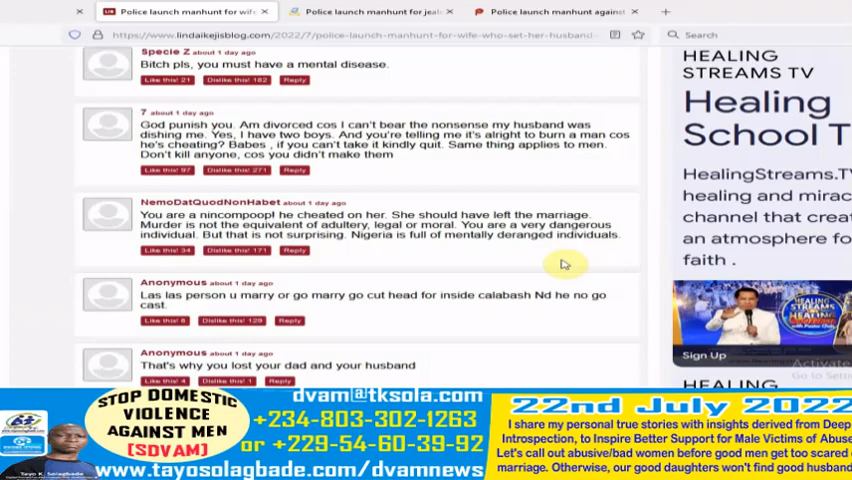 Police launch manhunt for wife
Police launch manhunt for jeal
Police launch manhunt against
https://www.lindaikejisblog.com/2022/7/police-launch-manhunt-for-wife-who-set-her-husband-
Search
Specie Z about 1 day ago
Bitch pls, you must have a mental disease.
Like this! 21 Dislike this! 182 Reply
7 about 1 day ago
God punish you. Am divorced cos I can't bear the nonsense my husband was
dishing me. Yes, I have two boys. And you're telling me it's alright to burn a man cos
he's cheating? Babes , if you can't take it kindly quit. Same thing applies to men.
Don't kill anyone, cos you didn't make them
Like this! 97 Dislike this! 271 Reply
NemoDatQuodNonHabet about 1 day ago
You are a nincompoop! he cheated on her. She should have left the marriage.
Murder is not the equivalent of adultery, legal or moral. You are a very dangerous
individual. But that is not surprising. Nigeria is full of mentally deranged individuals.
Like this! 34 Dislike this! 171 Reply
Anonymous about 1 day ago
Las las person u marry or go marry go cut head for inside calabash Nd he no go
cast.
Like this! 8 Dislike this! 129 Reply
Anonymous about 1 day ago
That's why you lost your dad and your husband
Like this! 4 Dislike this! 1 Reply
HEALING
STREAMS TV
Healing
School T
HealingStreams.TV
healing and mirac
channel that crea
an atmosphere fo
faith .
HEALING
STREAMS
Sign Up
Activate
Go to Setti
HEALING
STOP DOMESTIC
VIOLENCE
AGAINST MEN
(SDVAM)
Tayo K. Solagbade
dvam@tksola.com
+234-803-302-1263
or +229-54-60-39-92
www.tayosolagbade.com/dvamnews
22nd July 2022
I share my personal true stories with insights derived from Deep
Introspection, to Inspire Better Support for Male Victims of Abuse
Let's call out abusive/bad women before good men get too scared o
marriage. Otherwise, our good daughters won't find good husband